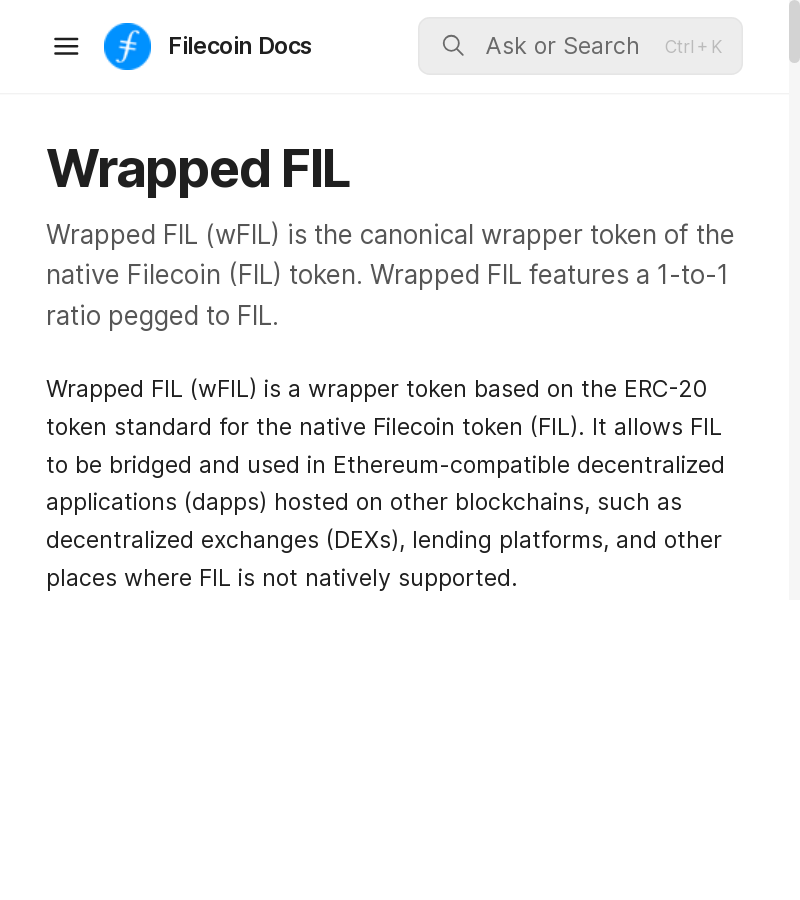 Filecoin Docs
Ask or Search
Ctrl + K
Wrapped FIL
Wrapped FIL (wFIL) is the canonical wrapper token of the
native Filecoin (FIL) token. Wrapped FIL features a 1-to-1
ratio pegged to FIL.
Wrapped FIL (wFIL) is a wrapper token based on the ERC-20
token standard for the native Filecoin token (FIL). It allows FIL
to be bridged and used in Ethereum-compatible decentralized
applications (dapps) hosted on other blockchains, such as
decentralized exchanges (DEXs), lending platforms, and other
places where FIL is not natively supported.